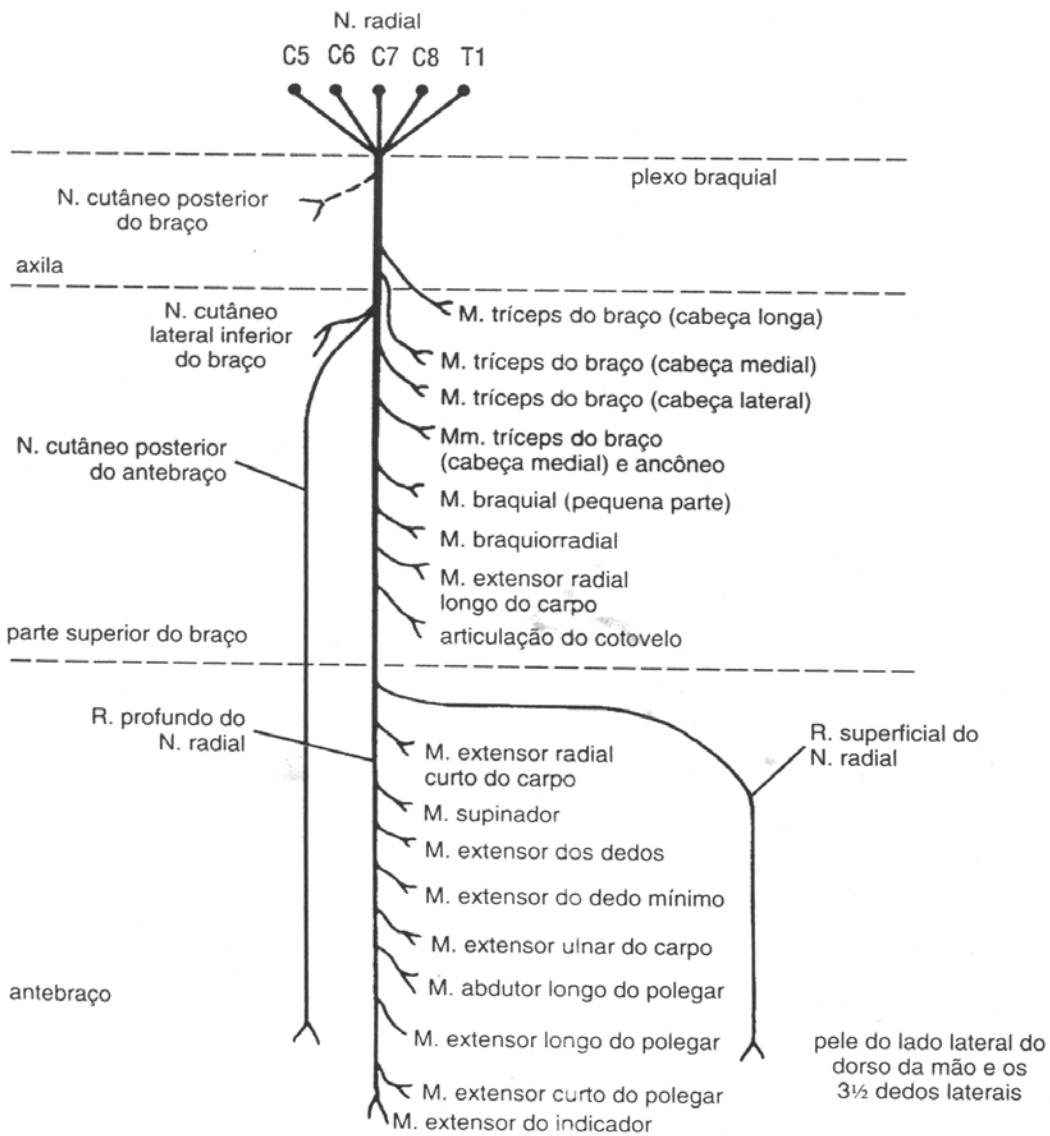 N. radial
C5 C6 C7 C8 T1
plexo braquial
N. cutâneo posterior
do braço
axila
N. cutâneo
lateral inferior
do braço
M. tríceps do braço (cabeça longa)
M. tríceps do braço (cabeça medial)
M. tríceps do braço (cabeça lateral)
Mm. tríceps do braço
(cabeça medial) e ancôneo
N. cutâneo posterior
do antebraço
M. braquial (pequena parte)
M. braquiorradial
M. extensor radial
longo do carpo
articulação do cotovelo
parte superior do braço
R. profundo do
N. radial
R. superficial do
N. radial
M. extensor radial
curto do carpo
M. supinador
M. extensor dos dedos
M. extensor do dedo mínimo
M. extensor ulnar do carpo
M. abdutor longo do polegar
antebraço
M. extensor longo do polegar
pele do lado lateral do
dorso da mão e os
3½ dedos laterais
M. extensor curto do polegar
M. extensor do indicador